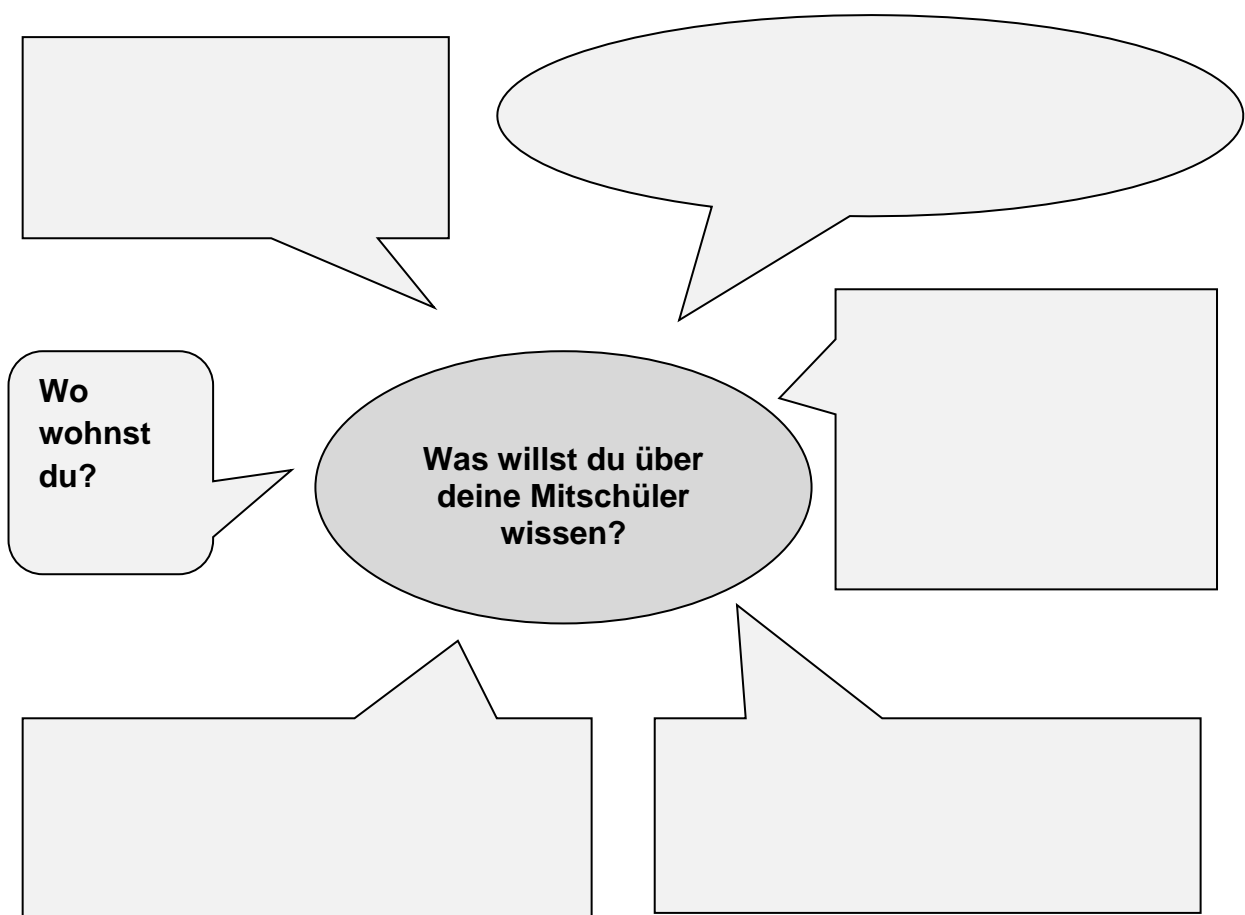 Wo
wohnst
du?
Was willst du über
deine Mitschüler
wissen?